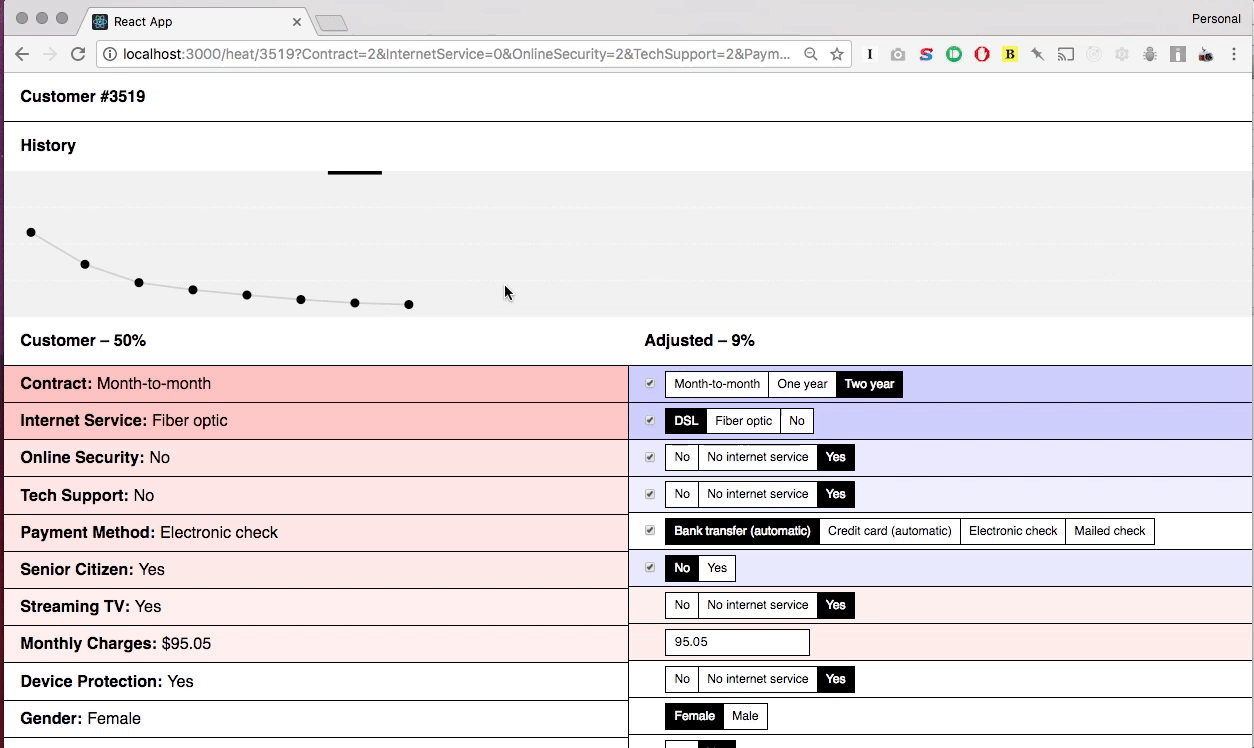 React App
Personal
localhost:3000/heat/3519?Contract=2&InternetService=0&OnlineSecurity=2&TechSupport=2&Paym...
Customer #3519
History
Customer – 50%
Adjusted – 9%
Contract: Month-to-month
Month-to-month One year Two year
Internet Service: Fiber optic
DSL Fiber optic No
Online Security: No
No No internet service Yes
Tech Support: No
No No internet service Yes
Payment Method: Electronic check
Bank transfer (automatic) Credit card (automatic) Electronic check Mailed check
Senior Citizen: Yes
No Yes
Streaming TV: Yes
No No internet service Yes
Monthly Charges: $95.05
95.05
Device Protection: Yes
No No internet service Yes
Gender: Female
Female Male